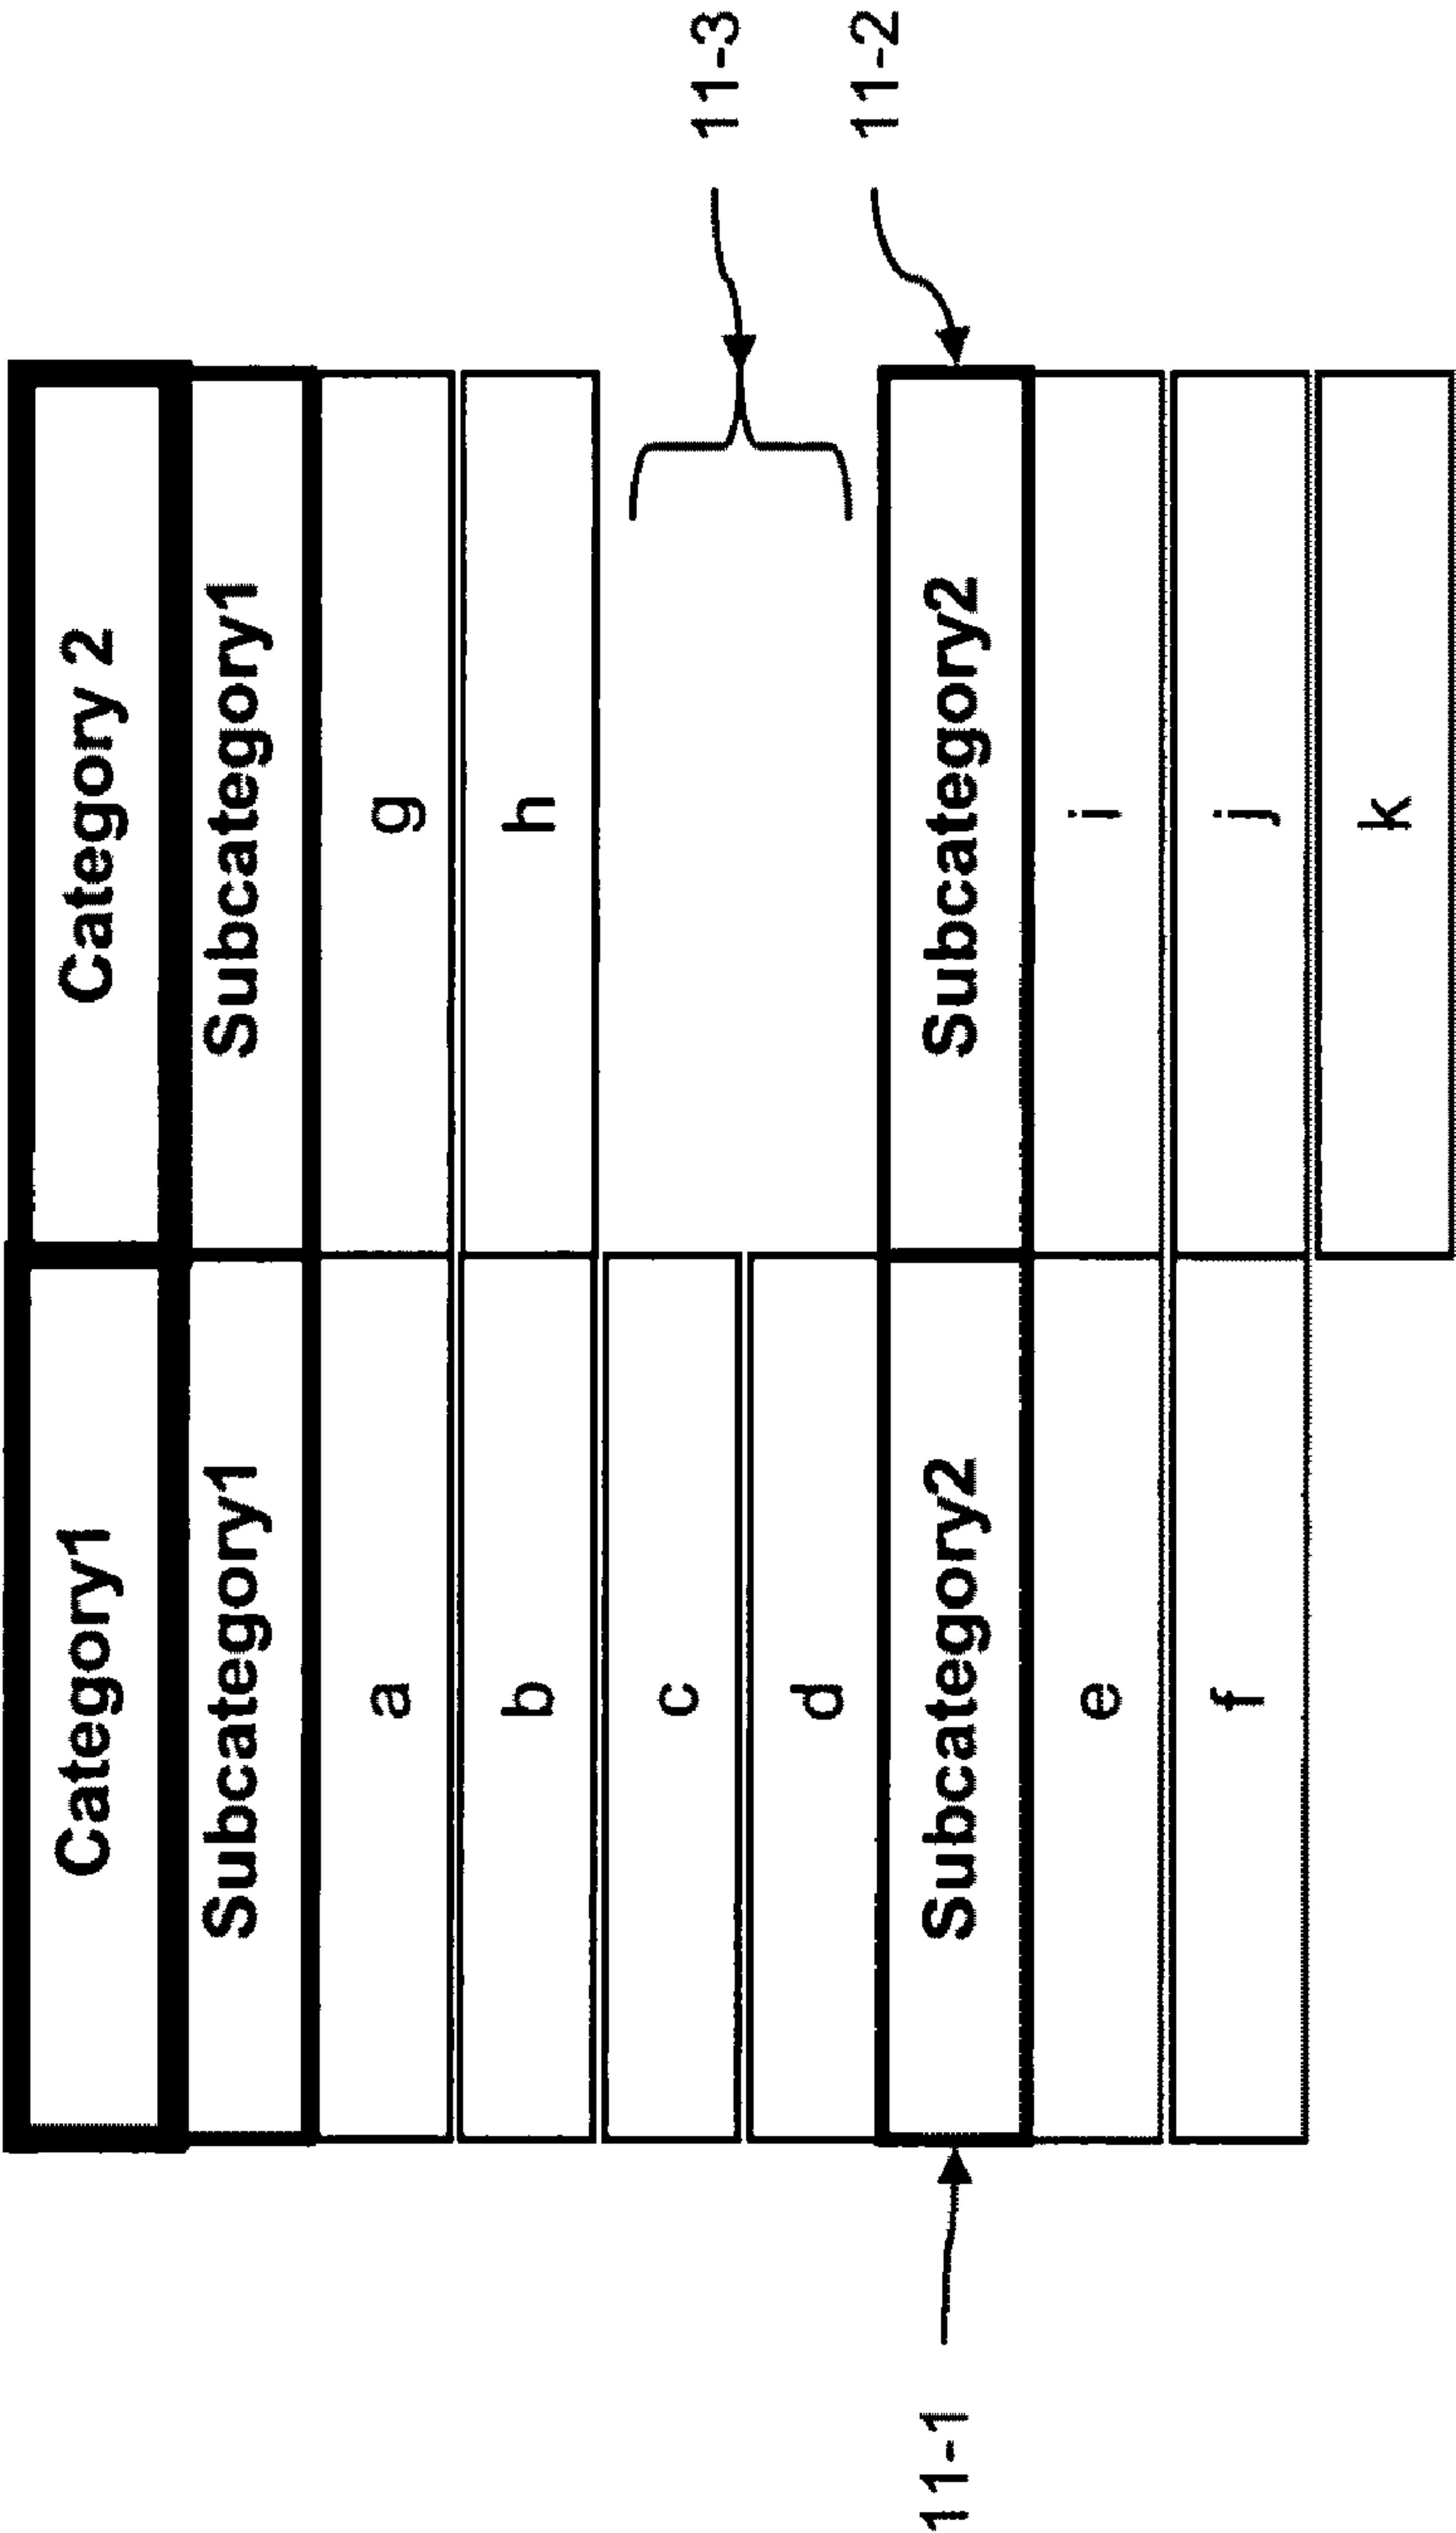 Category1 Category 2
Subcategory1 Subcategory1
a g
b h
c
d 11-3
11-1 Subcategory2 Subcategory2 11-2
e i
f j
k